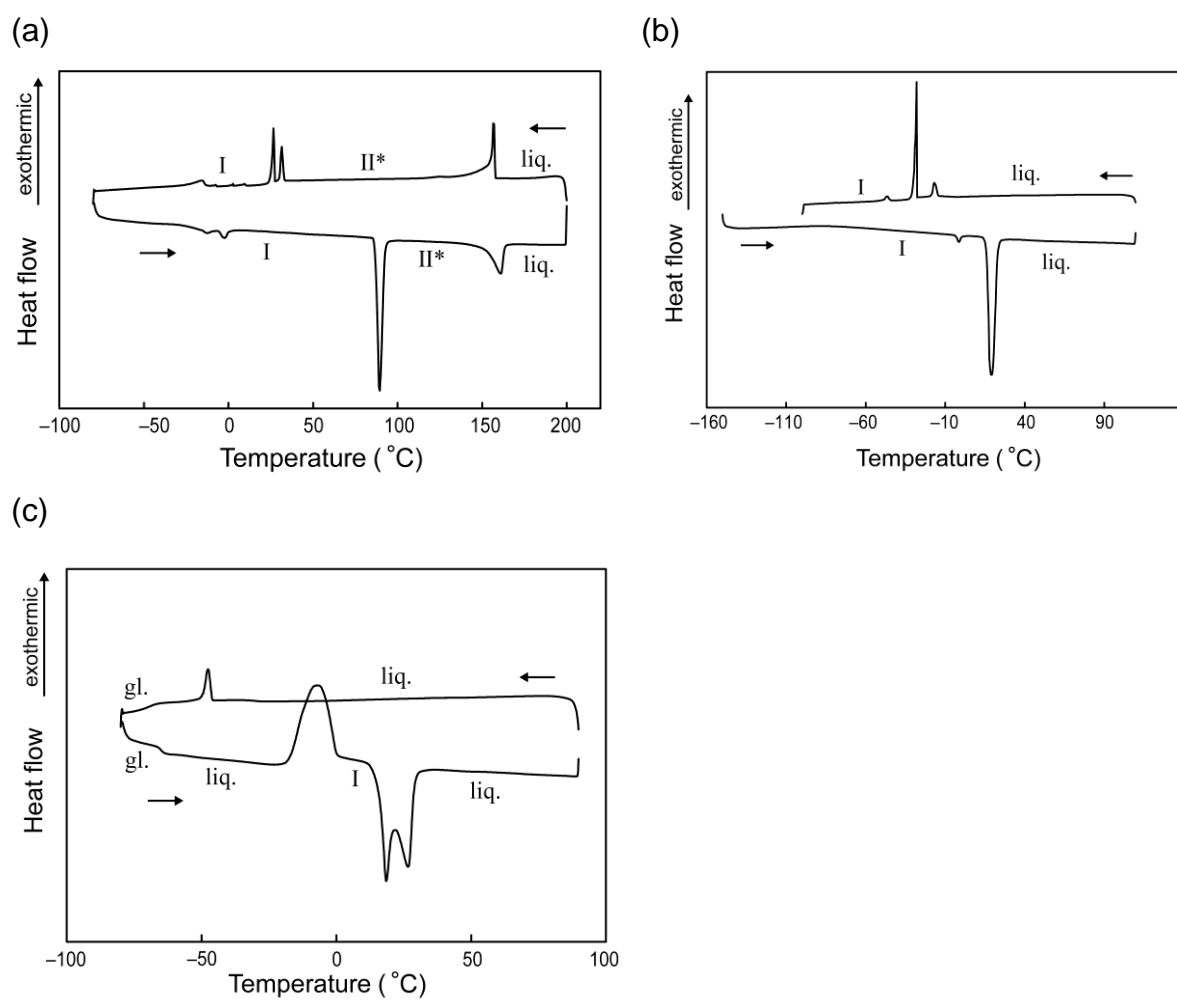 (a)
exothermic
Heat flow
I
II*
liq.
I
II*
liq.
−100
−50
0
50
100
150
200
Temperature ( °C)
(b)
exothermic
Heat flow
I
liq.
I
liq.
−160
−110
−60
−10
40
90
Temperature (°C)
(c)
exothermic
Heat flow
gl.
liq.
gl.
liq.
I
liq.
−100
−50
0
50
100
Temperature ( °C)